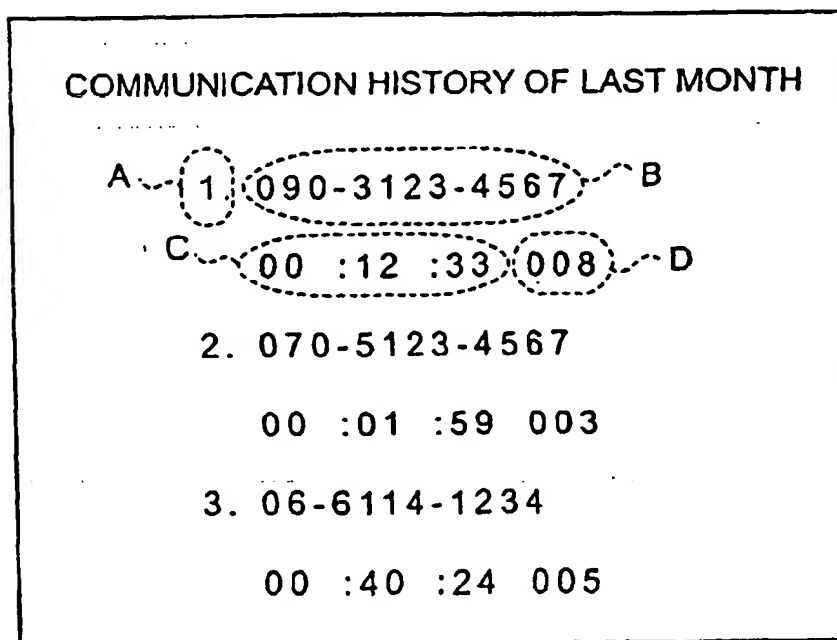 COMMUNICATION HISTORY OF LAST MONTH
A 1. 090-3123-4567 B
C 00 :12 :33 008 D
2. 070-5123-4567
00 :01 :59 003
3. 06-6114-1234
00 :40 :24 005